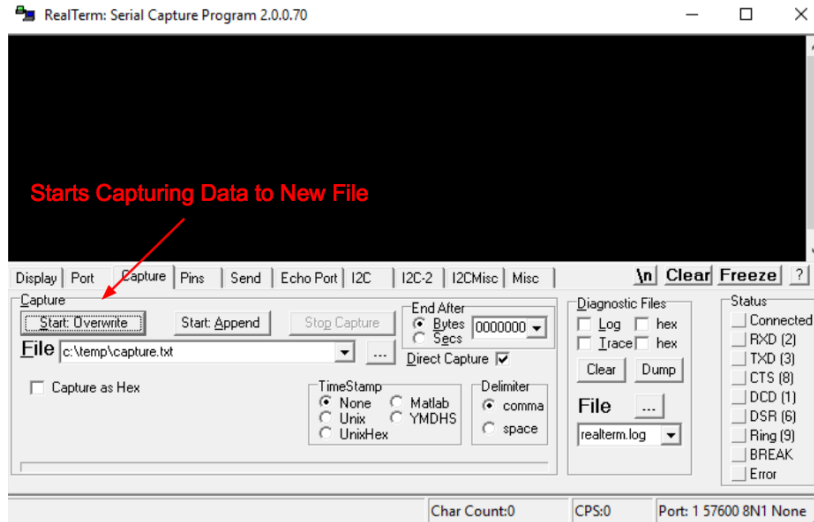 RealTerm: Serial Capture Program 2.0.0.70
Starts Capturing Data to New File
Display Port Capture Pins Send Echo Port I2C I2C-2 I2CMisc Misc \n Clear Freeze ?
Capture
Start: Overwrite Start: Append Stop Capture
File c:\temp\capture.txt ...
Capture as Hex
End After
Bytes 0000000
Secs
Direct Capture
TimeStamp
None Matlab
Unix YMDHS
UnixHex
Delimiter
comma
space
Diagnostic Files
Log hex
Trace hex
Clear Dump
File ...
realterm.log
Status
Connected
RXD (2)
TXD (3)
CTS (8)
DCD (1)
DSR (6)
Ring (9)
BREAK
Error
Char Count:0 CPS:0 Port: 1 57600 8N1 None